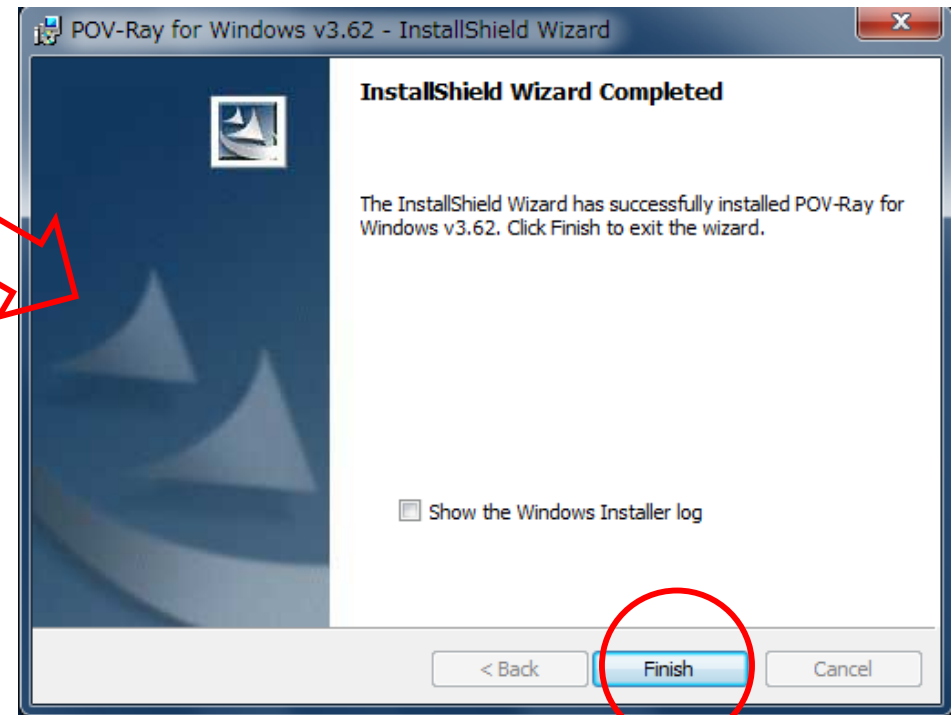 POV-Ray for Windows v3.62 - InstallShield Wizard
InstallShield Wizard Completed
The InstallShield Wizard has successfully installed POV-Ray for
Windows v3.62. Click Finish to exit the wizard.
Show the Windows Installer log
< Back Finish Cancel